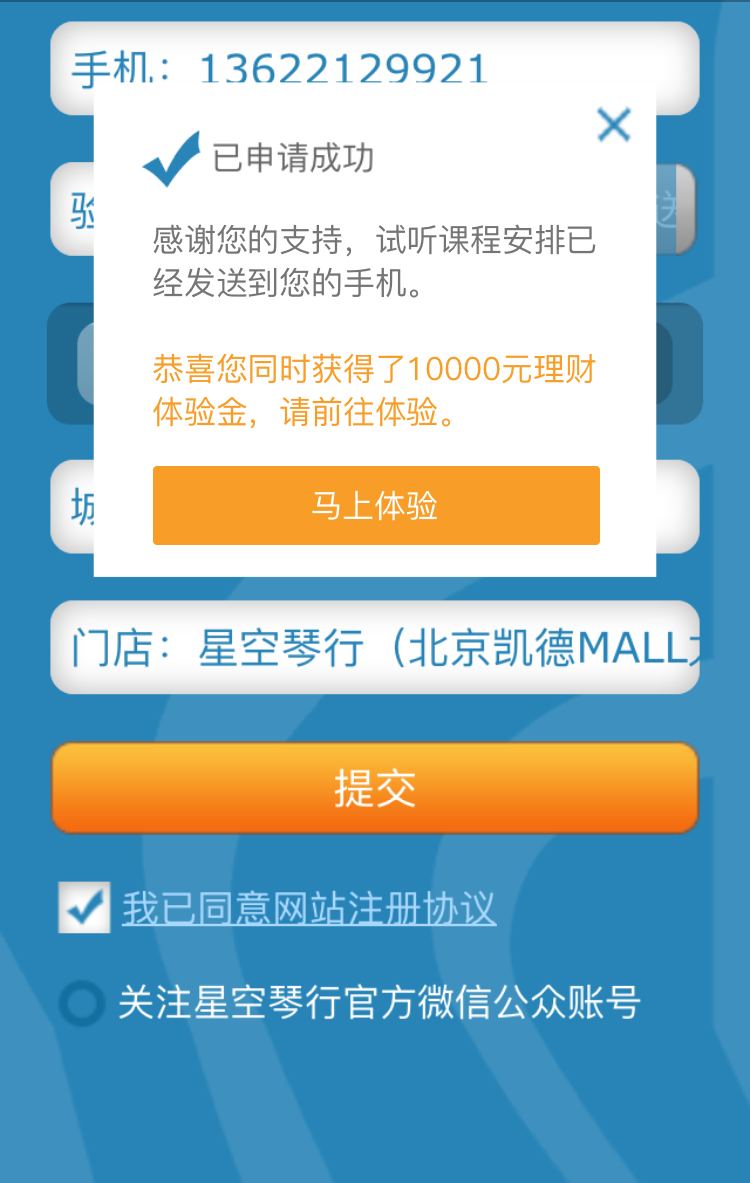 手机：13622129921
已申请成功
验
送
感谢您的支持，试听课程安排已
经发送到您的手机。
恭喜您同时获得了10000元理财
体验金，请前往体验。
马上体验
城
门店：星空琴行（北京凯德MALL
提交
我已同意网站注册协议
关注星空琴行官方微信公众账号